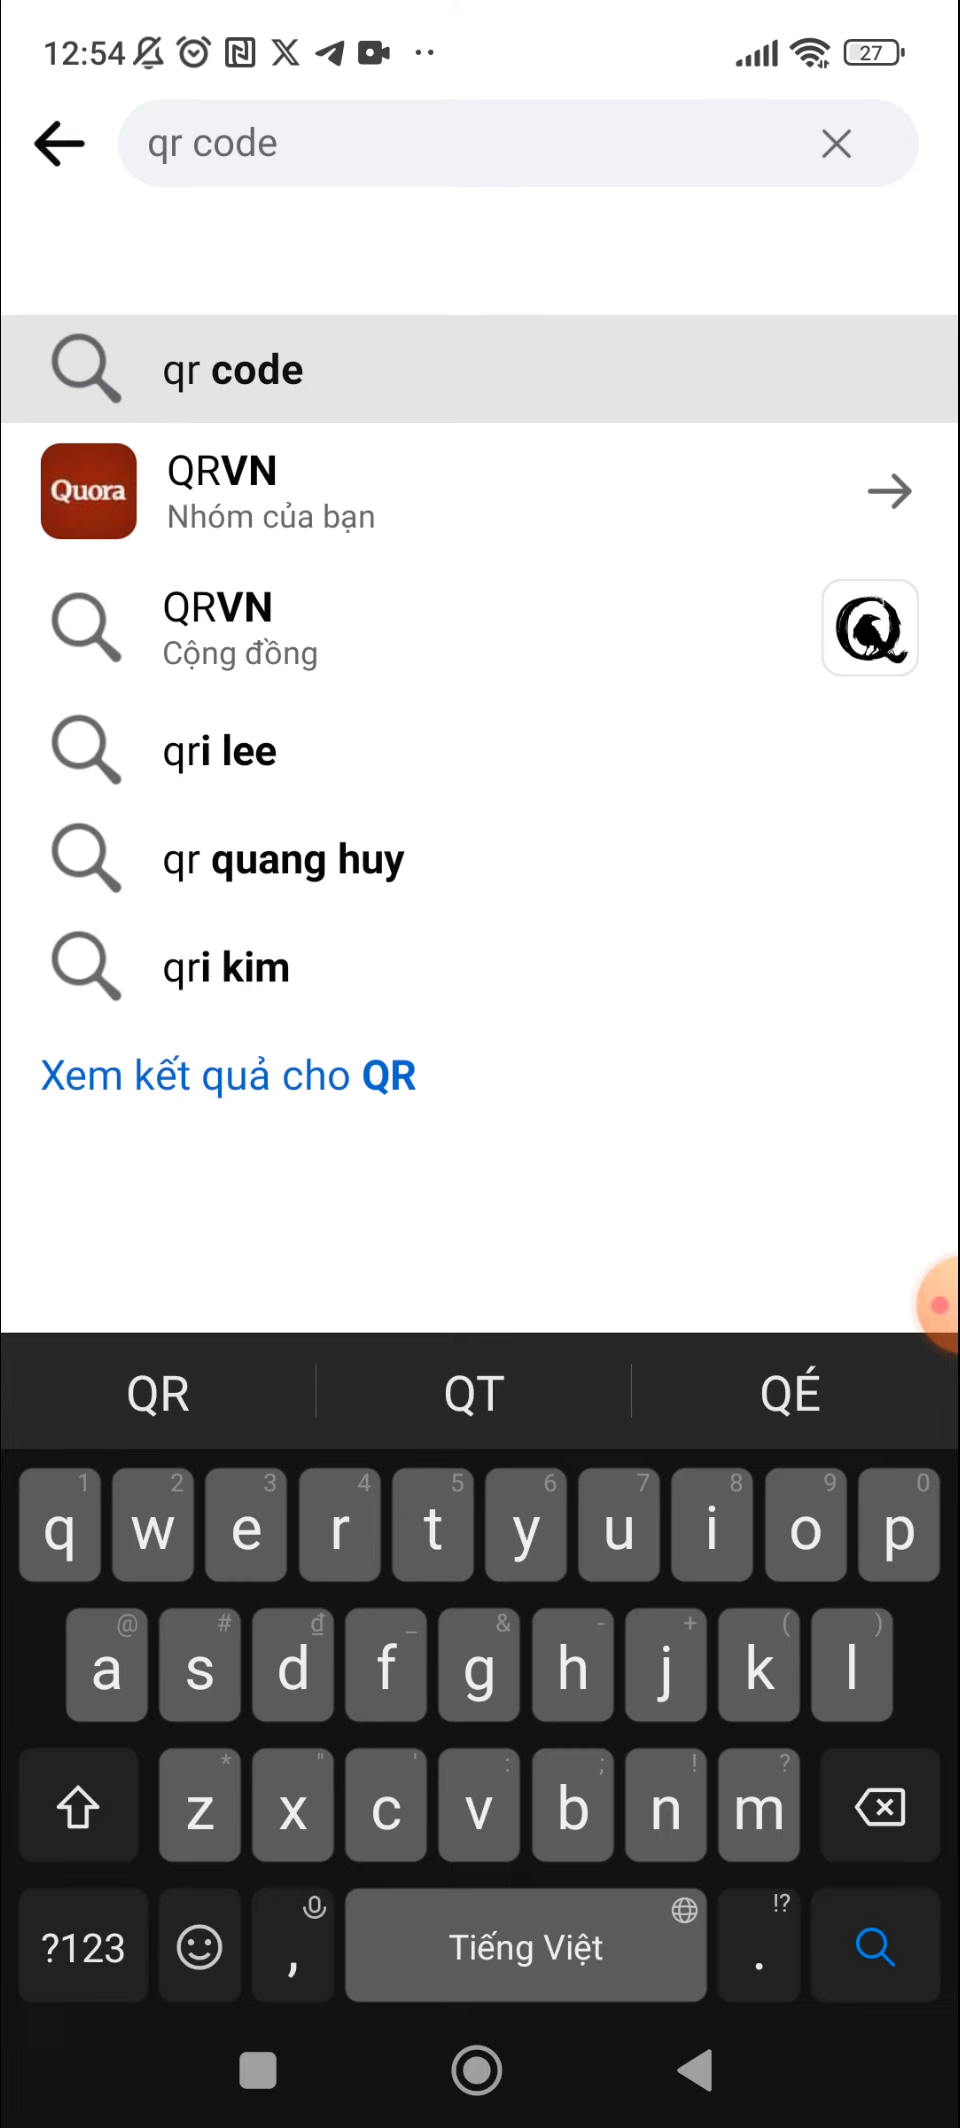 12:54
27
qr code
qr code
Quora
QRVN
Nhóm của bạn
QRVN
Cộng đồng
qri lee
qr quang huy
qri kim
Xem kết quả cho QR
QR QT QÉ
1 2 3 4 5 6 7 8 9 0
q w e r t y u i o p
@ # đ _ & - + ( )
a s d f g h j k l
* " ' : ; ! ?
z x c v b n m
!?
?123 , Tiếng Việt .